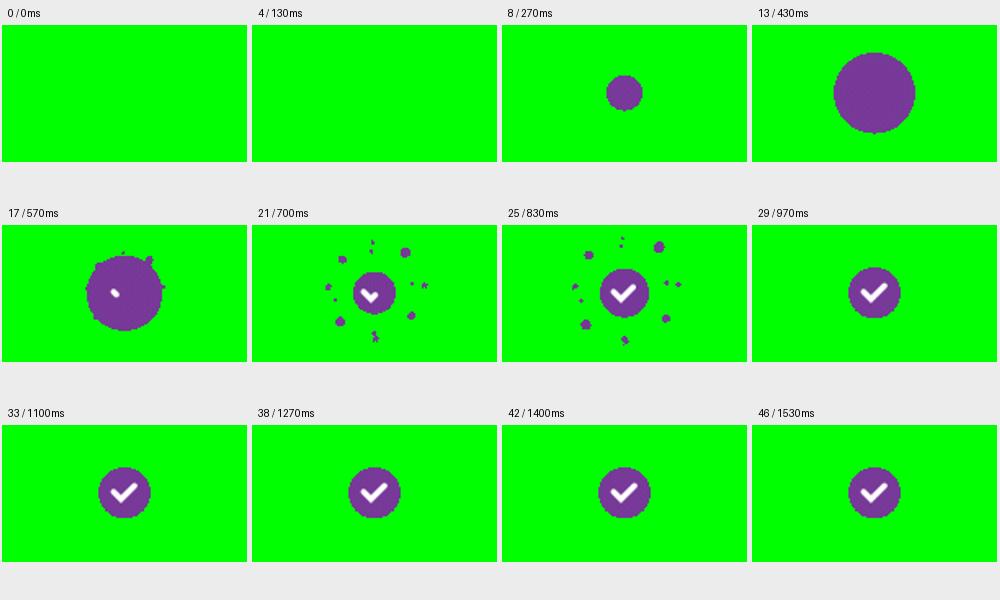 0 / 0ms
4 / 130ms
8 / 270ms
13 / 430ms
17 / 570ms
21 / 700ms
25 / 830ms
29 / 970ms
33 / 1100ms
38 / 1270ms
42 / 1400ms
46 / 1530ms